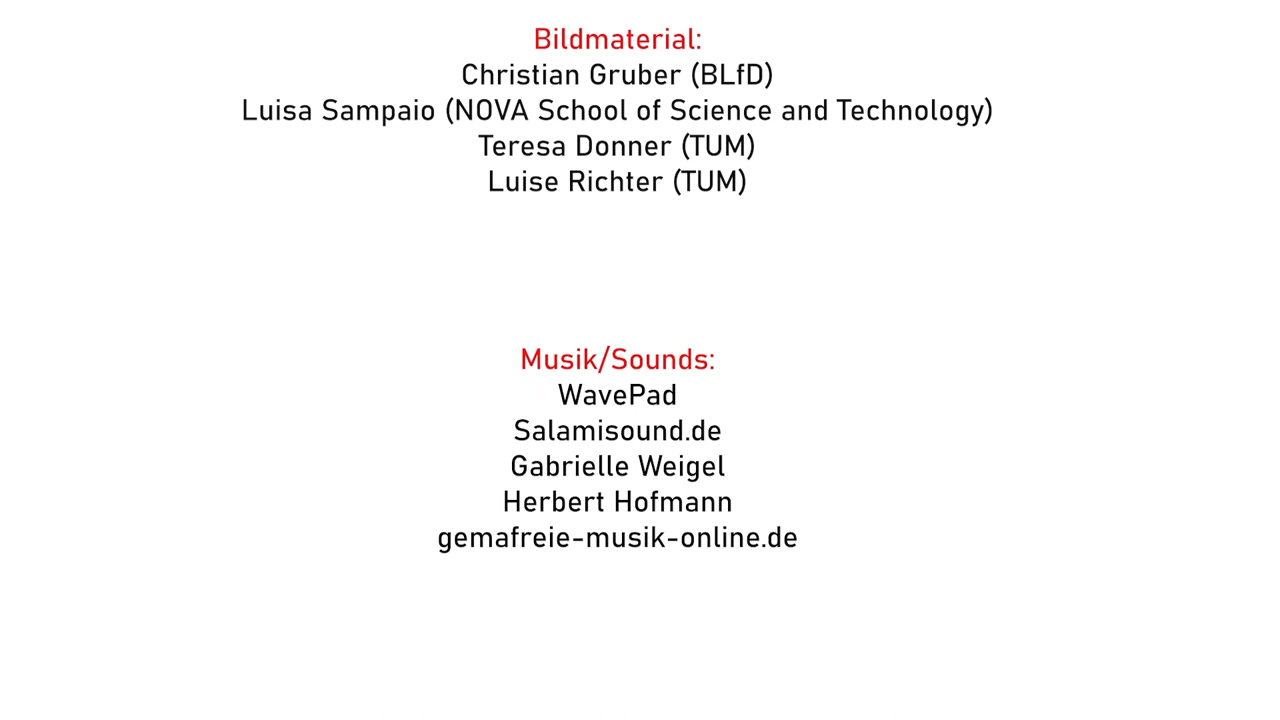 Bildmaterial:
Christian Gruber (BLfD)
Luisa Sampaio (NOVA School of Science and Technology)
Teresa Donner (TUM)
Luise Richter (TUM)
Musik/Sounds:
WavePad
Salamisound.de
Gabrielle Weigel
Herbert Hofmann
gemafreie-musik-online.de